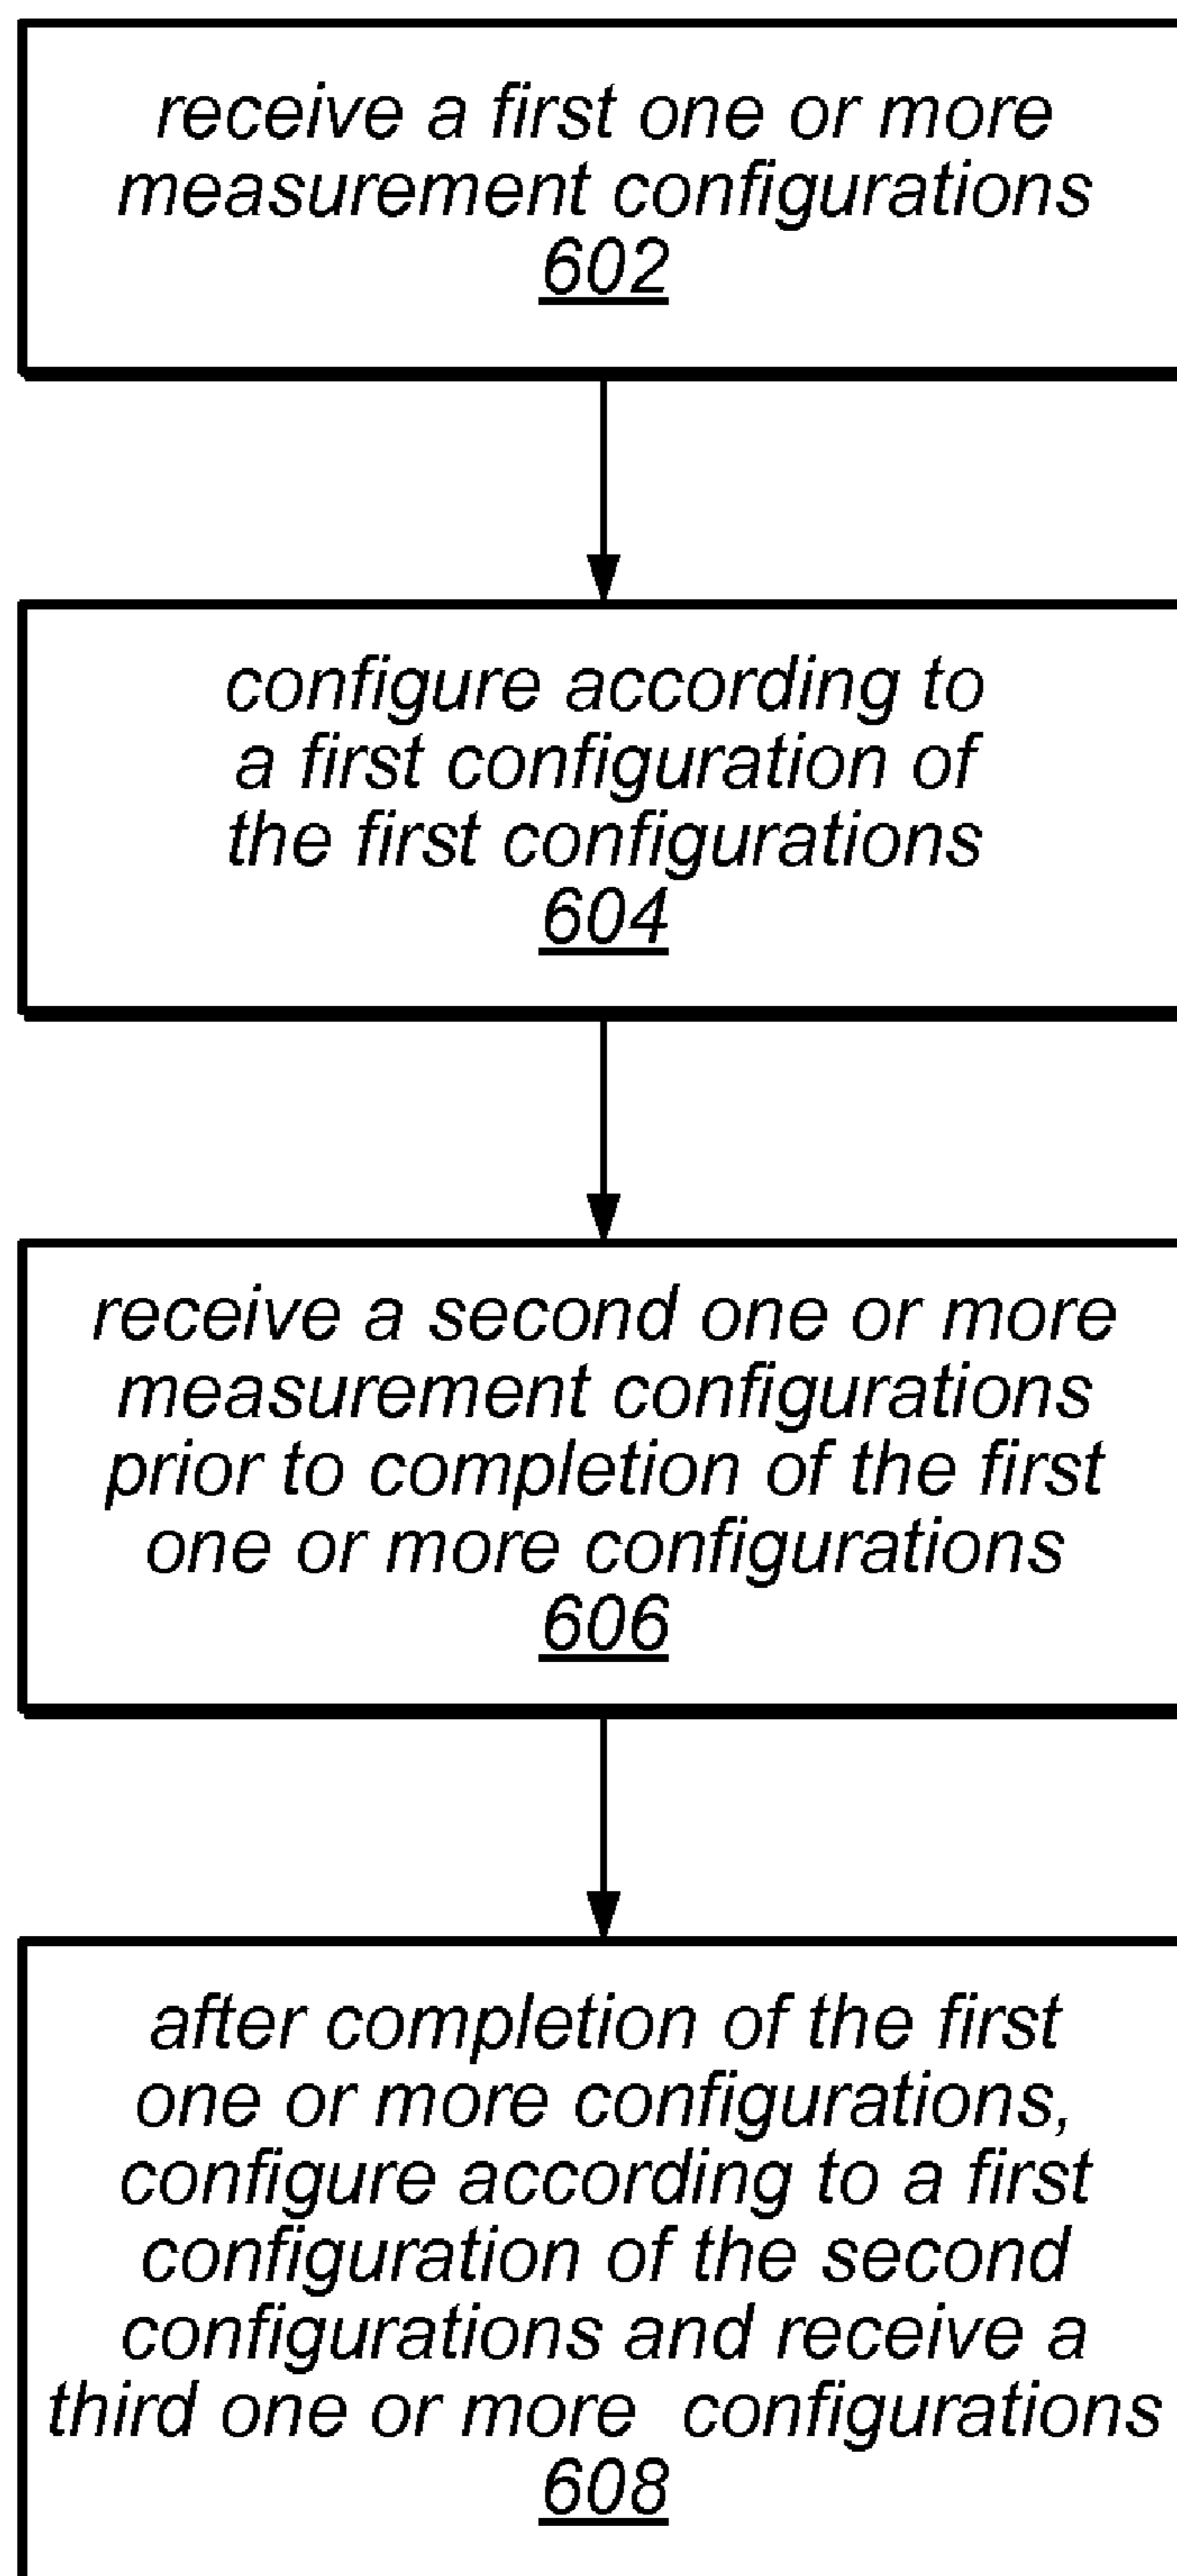 receive a first one or more
measurement configurations
602
configure according to
a first configuration of
the first configurations
604
receive a second one or more
measurement configurations
prior to completion of the first
one or more configurations
606
after completion of the first
one or more configurations,
configure according to a first
configuration of the second
configurations and receive a
third one or more  configurations
608